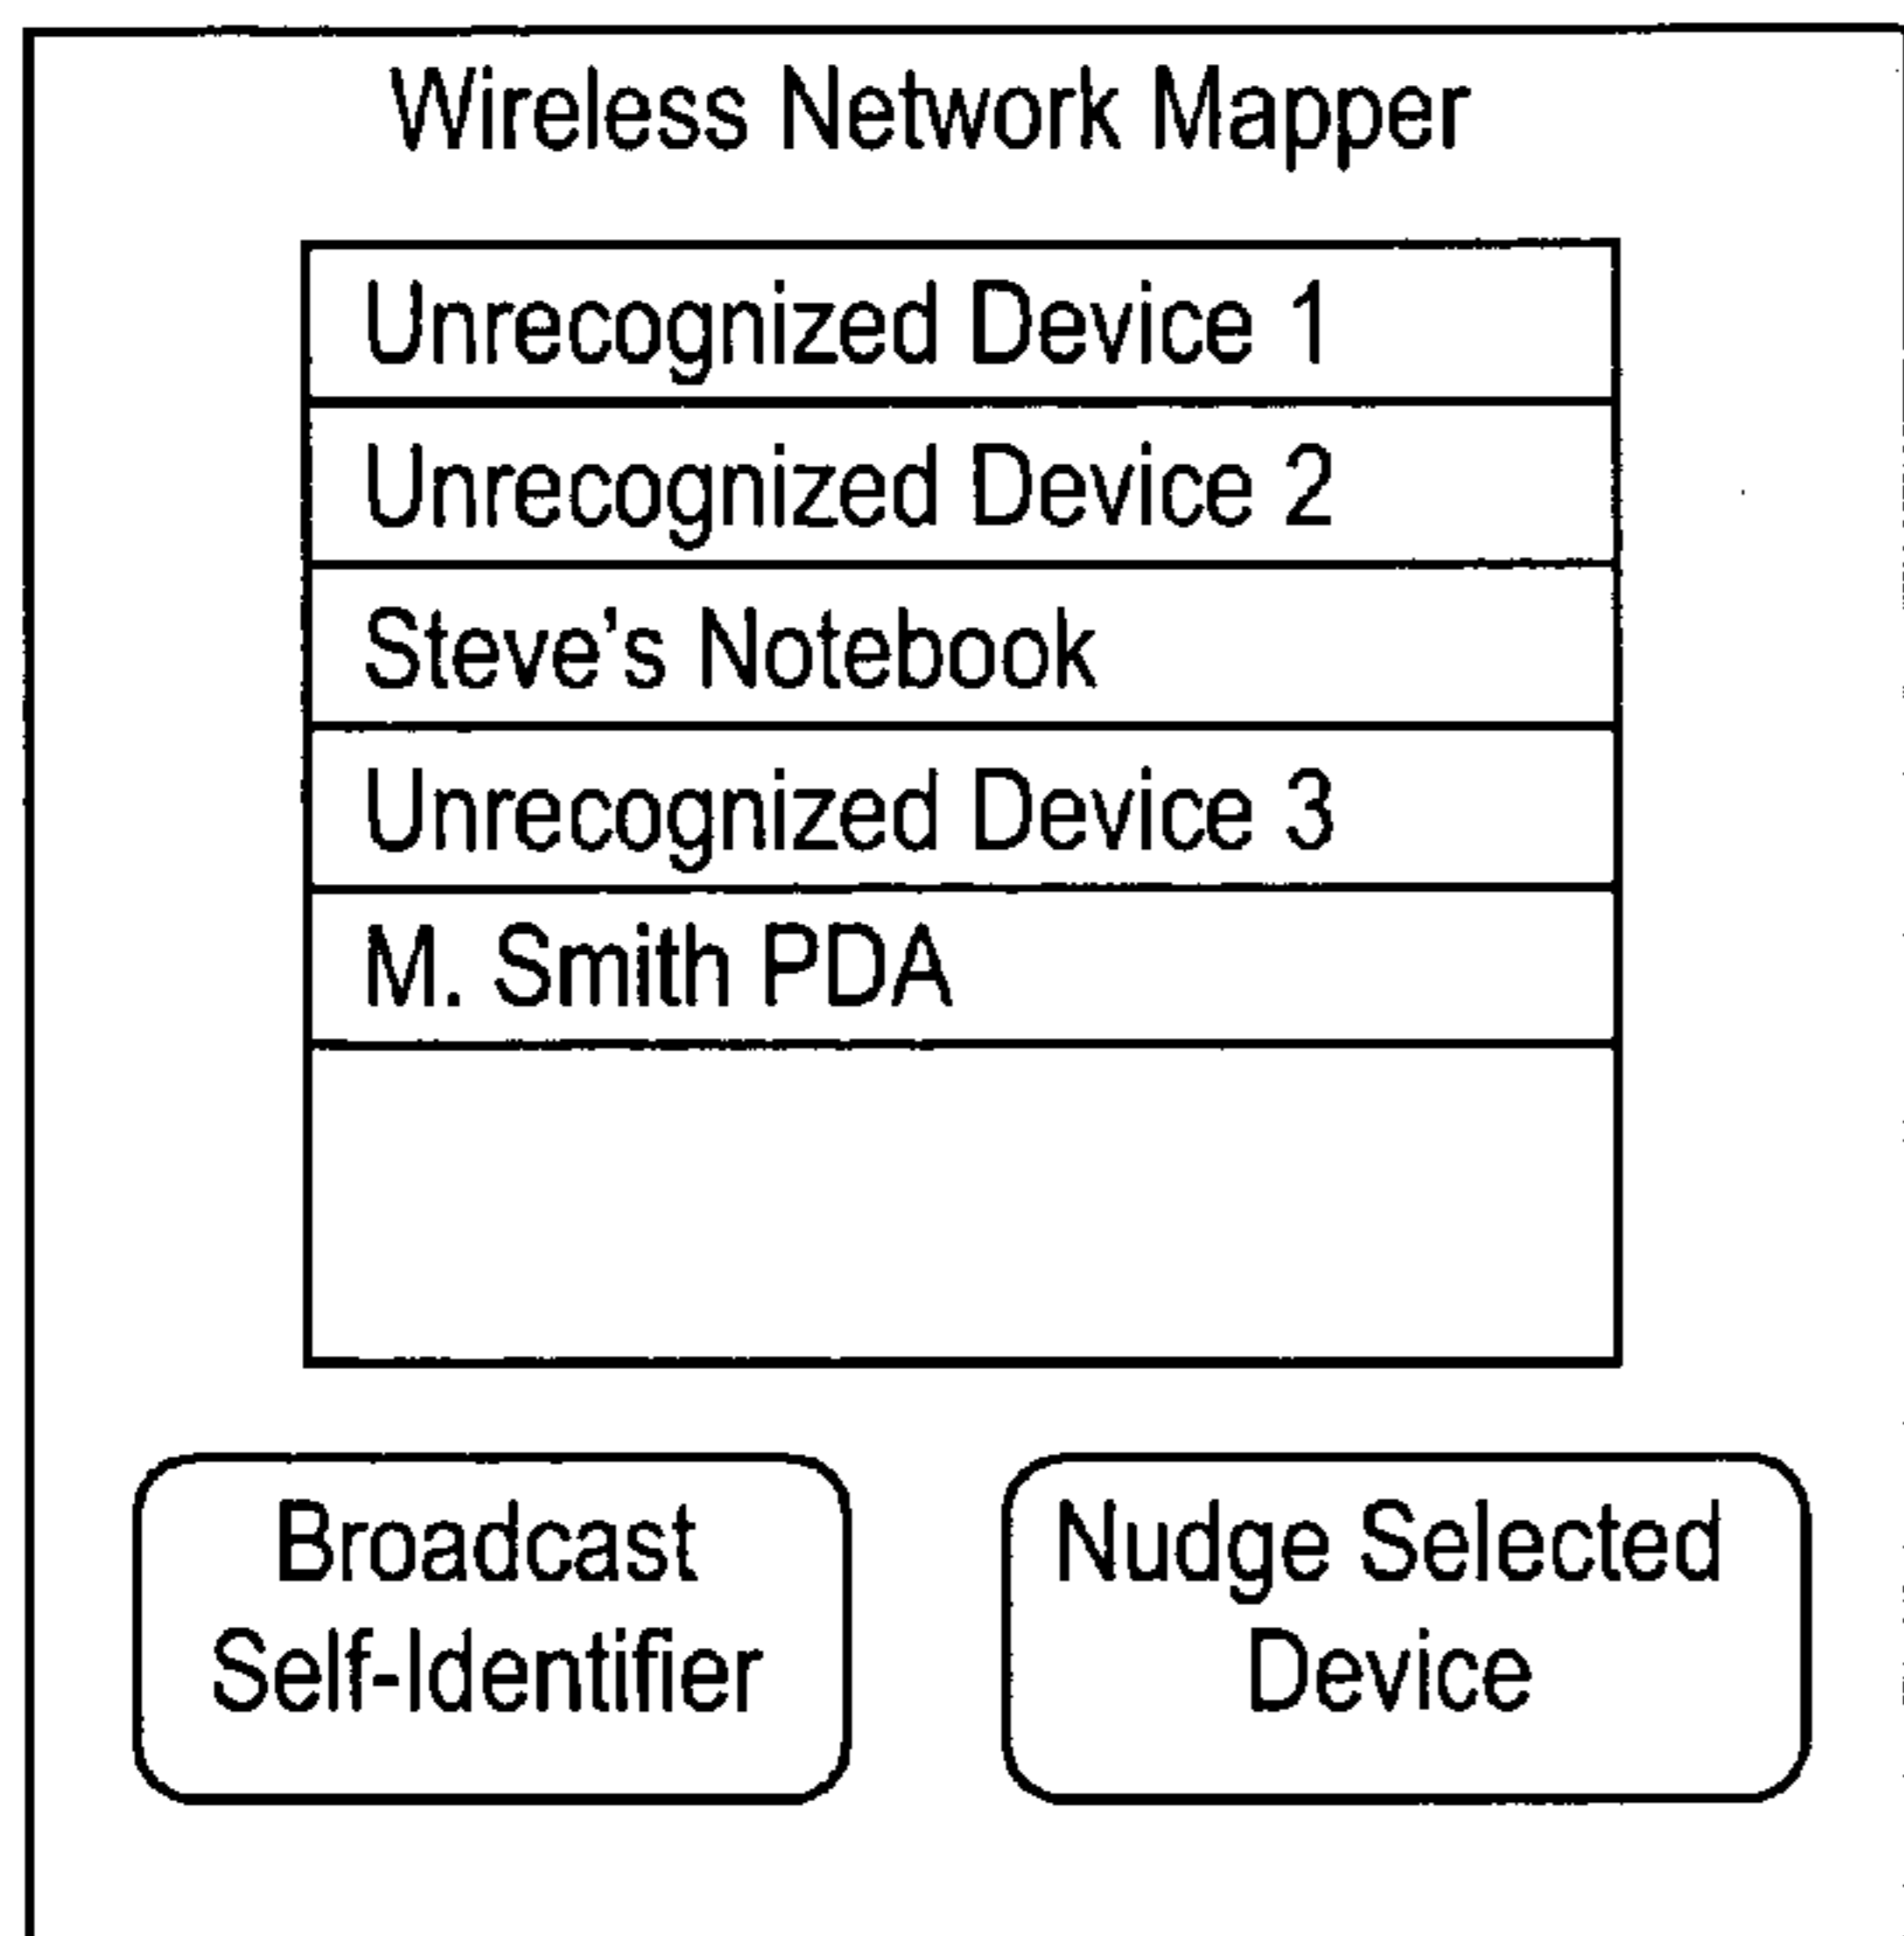 Wireless Network Mapper
Unrecognized Device 1
Unrecognized Device 2
Steve's Notebook
Unrecognized Device 3
M. Smith PDA
Broadcast
Self-Identifier
Nudge Selected
Device